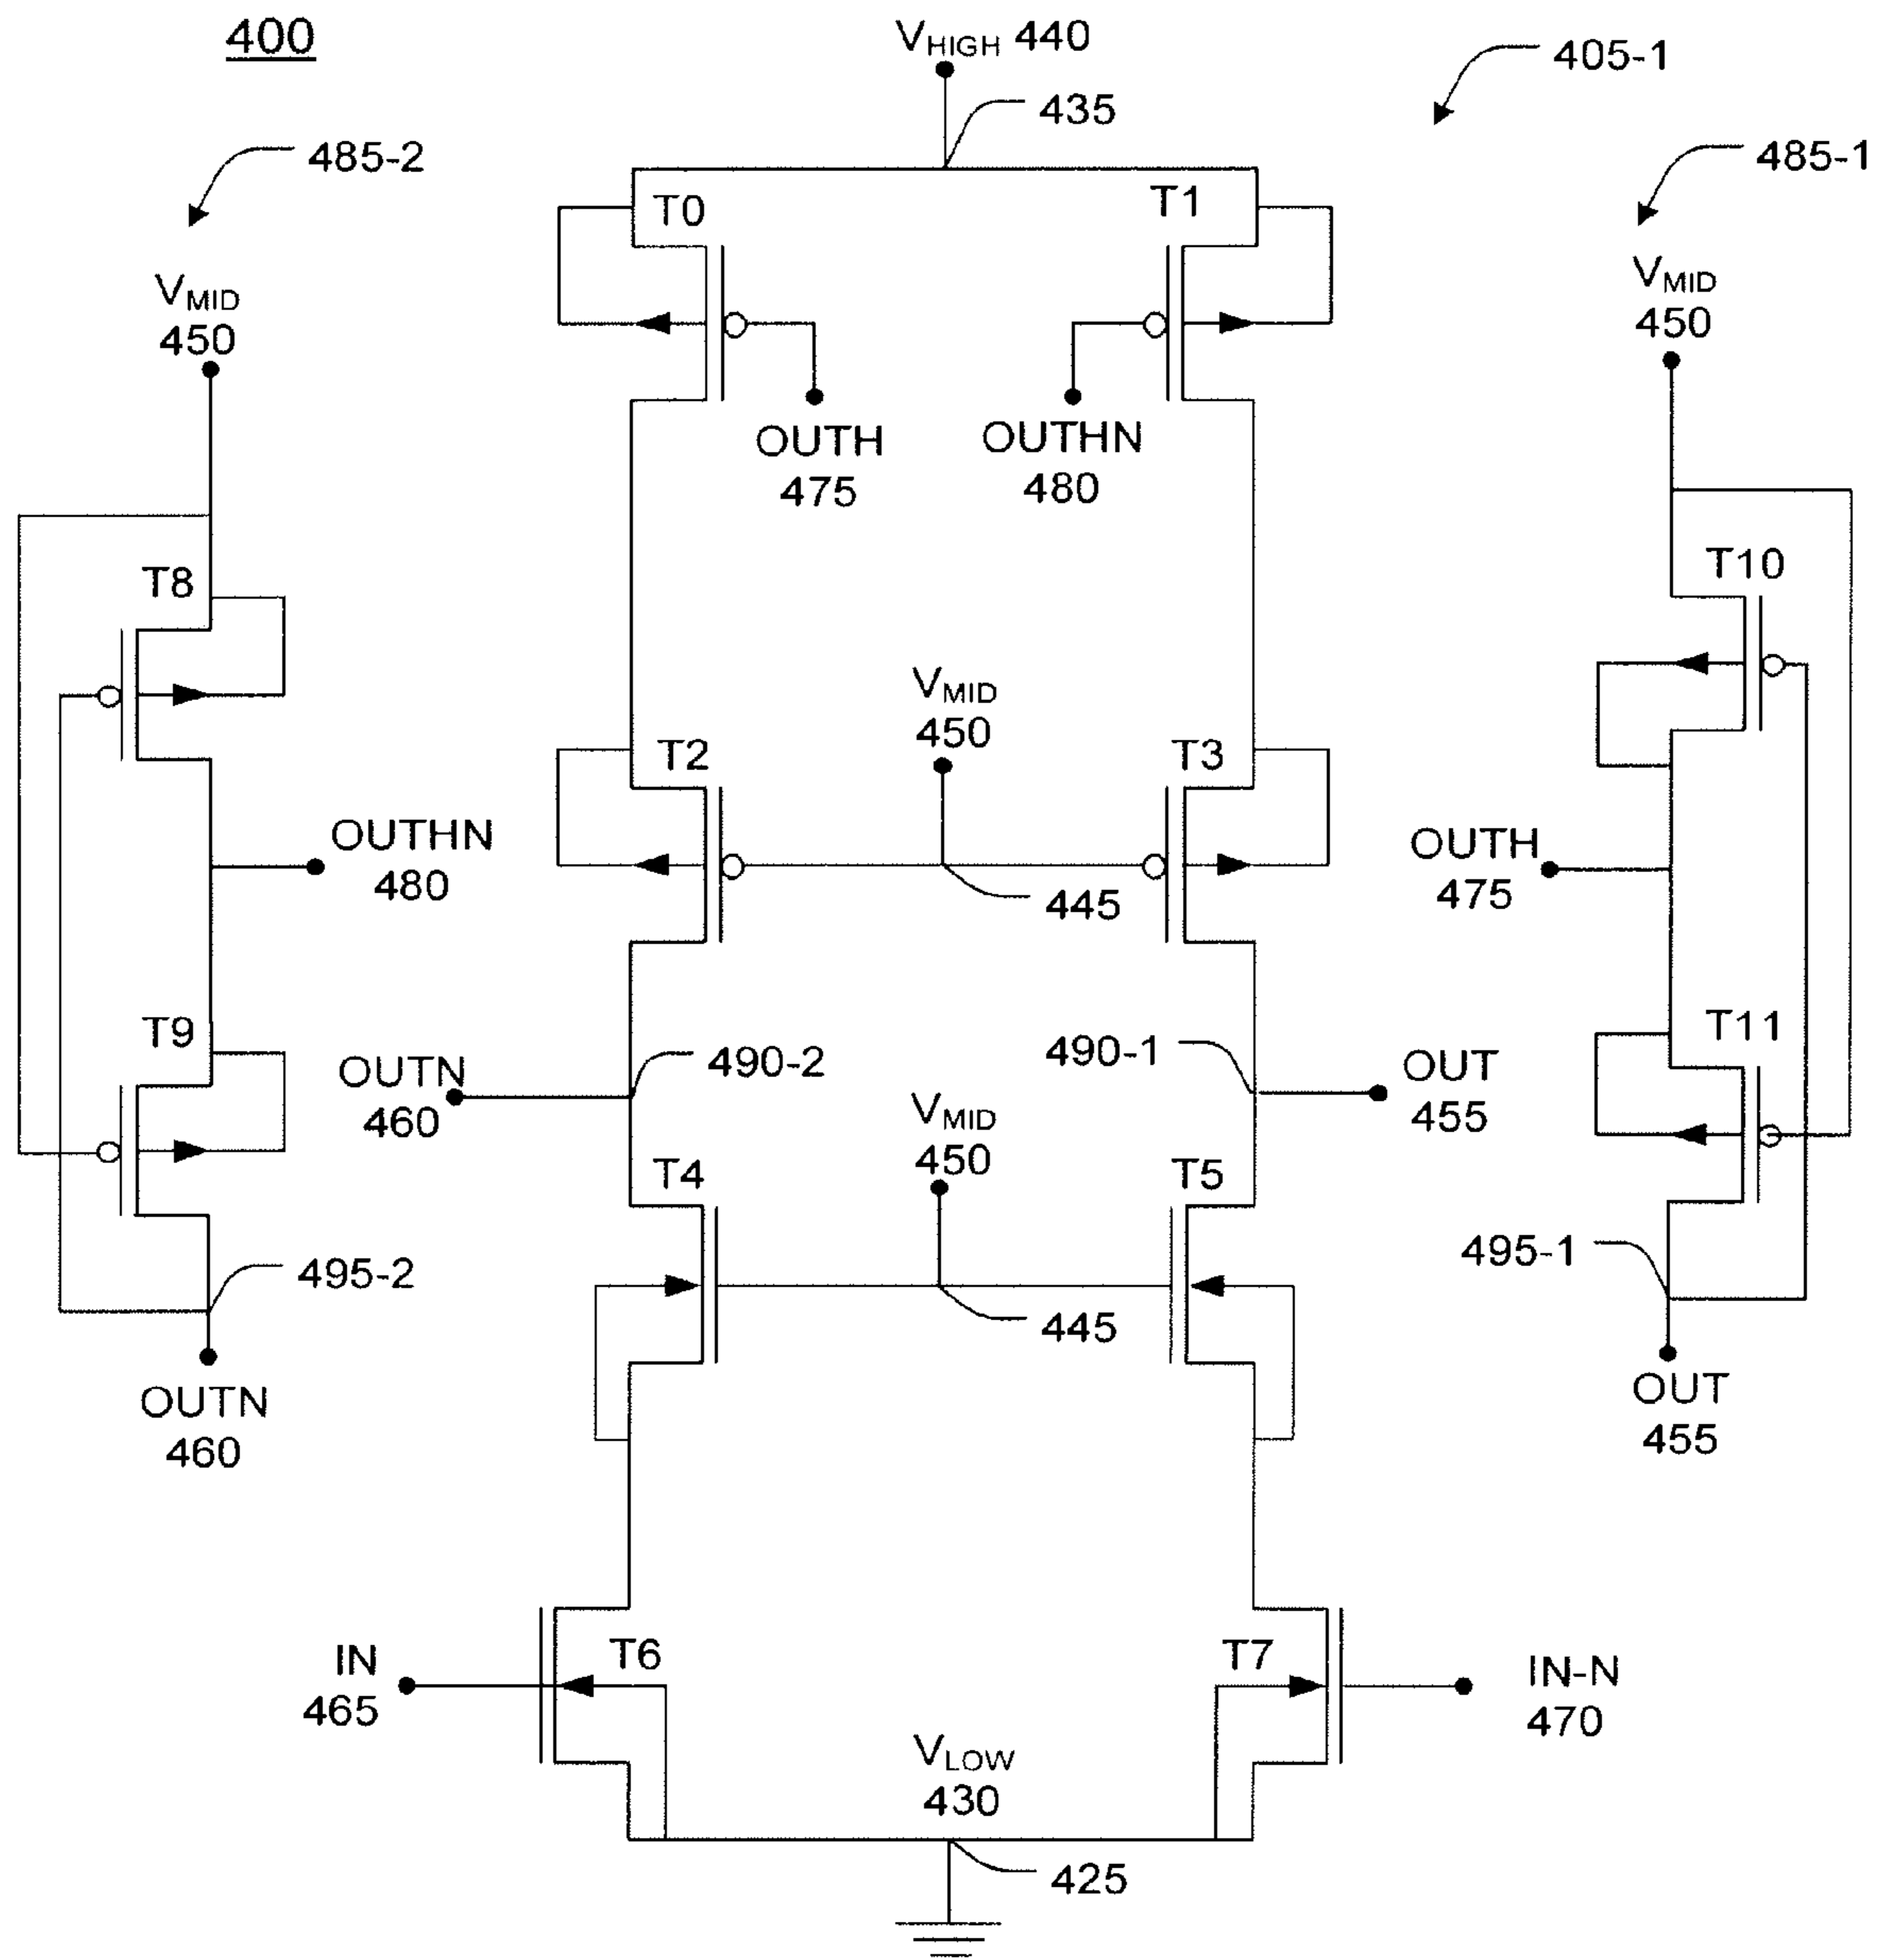 400
VHIGH 440
405-1
435
485-2
485-1
T0
T1
VMID
450
VMID
450
OUTH
475
OUTHN
480
T8
T10
VMID
450
T2
T3
OUTHN
480
445
OUTH
475
T9
T11
OUTN
460
490-2
490-1
OUT
455
VMID
450
T4
T5
495-2
445
495-1
OUTN
460
OUT
455
IN
465
T6
T7
IN-N
470
VLOW
430
425